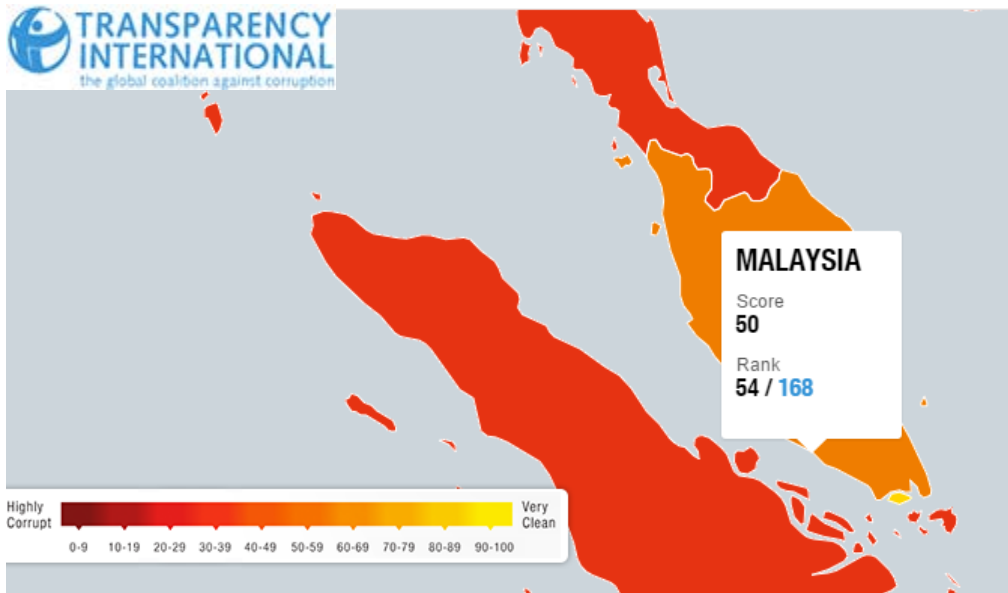 TRANSPARENCY
INTERNATIONAL
the global coalition against corruption
MALAYSIA
Score
50
Rank
54 / 168
Highly
Corrupt
Very
Clean
0-9 10-19 20-29 30-39 40-49 50-59 60-69 70-79 80-89 90-100